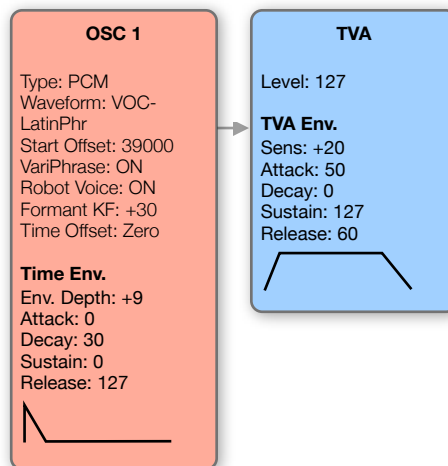 OSC 1
Type: PCM
Waveform: VOC-
LatinPhr
Start Offset: 39000
VariPhrase: ON
Robot Voice: ON
Formant KF: +30
Time Offset: Zero
Time Env.
Env. Depth: +9
Attack: 0
Decay: 30
Sustain: 0
Release: 127
TVA
Level: 127
TVA Env.
Sens: +20
Attack: 50
Decay: 0
Sustain: 127
Release: 60